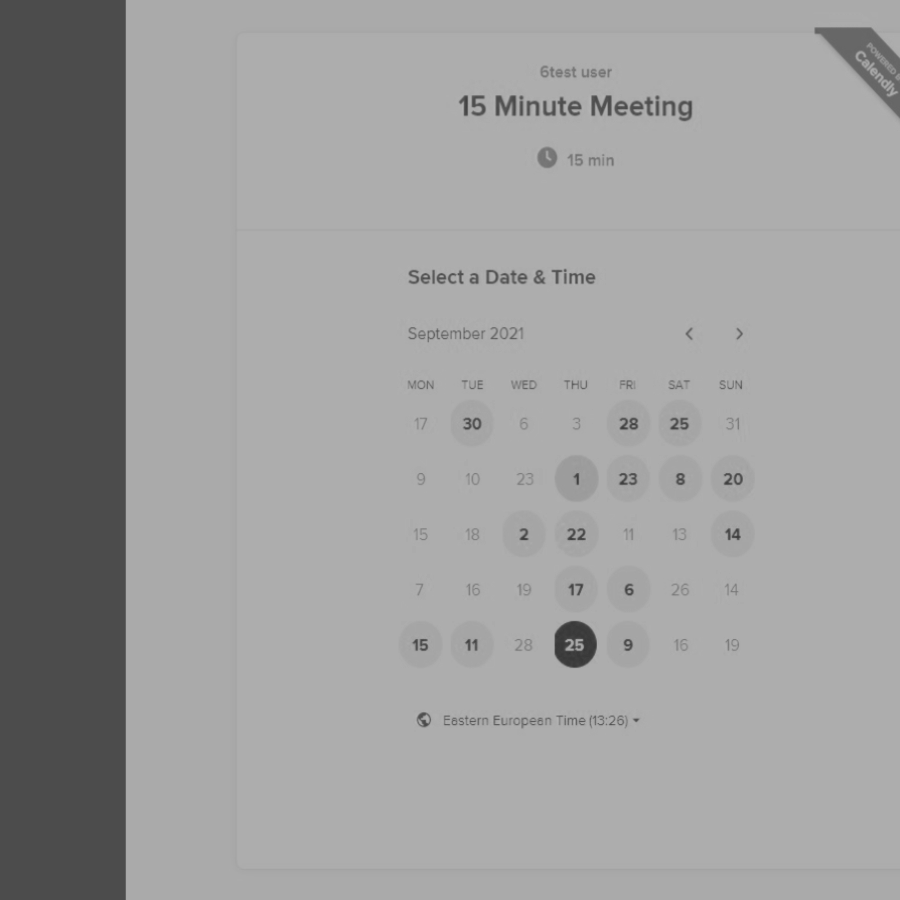 POWERED
Calendly
6test user
15 Minute Meeting
15 min
Select a Date & Time
September 2021
MON TUE WED THU FRI SAT SUN
17 30 6 3 28 25 31
9 10 23 1 23 8 20
15 18 2 22 11 13 14
7 16 19 17 6 26 14
15 11 28 25 9 16 19
Eastern European Time (13:26)